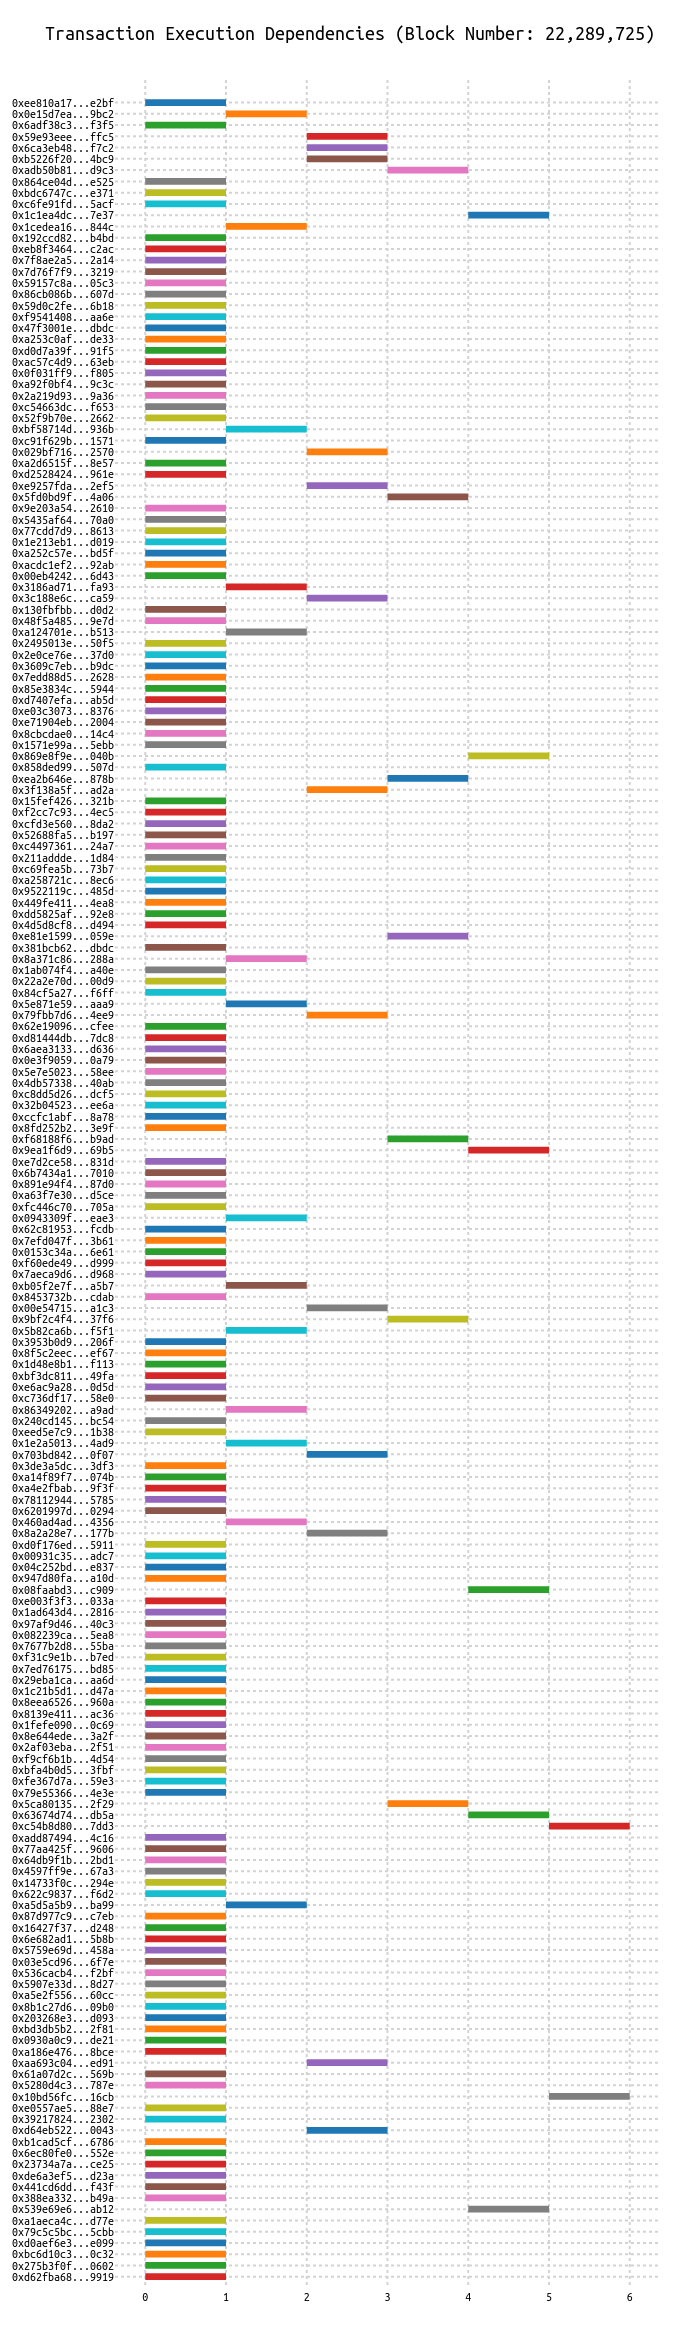 Transaction Execution Dependencies (Block Number: 22,289,725)
0xee810a17...e2bf
0x0e15d7ea...9bc2
0x6adf38c3...f3f5
0x59e93eee...ffc5
0x6ca3eb48...f7c2
0xb5226f20...4bc9
0xadb50b81...d9c3
0x864ce04d...e525
0xbdc6747c...e371
0xc6fe91fd...5acf
0x1c1ea4dc...7e37
0x1cedea16...844c
0x192ccd82...b4bd
0xeb8f3464...c2ac
0x7f8ae2a5...2a14
0x7d76f7f9...3219
0x59157c8a...05c3
0x86cb086b...607d
0x59d0c2fe...6b18
0xf9541408...aa6e
0x47f3001e...dbdc
0xa253c0af...de33
0xd0d7a39f...91f5
0xac57c4d9...63eb
0x0f031ff9...f805
0xa92f0bf4...9c3c
0x2a219d93...9a36
0xc54663dc...f653
0x52f9b70e...2662
0xbf58714d...936b
0xc91f629b...1571
0x029bf716...2570
0xa2d6515f...8e57
0xd2528424...961e
0xe9257fda...2ef5
0x5fd0bd9f...4a06
0x9e203a54...2610
0x5435af64...70a0
0x77cdd7d9...8613
0x1e213eb1...d019
0xa252c57e...bd5f
0xacdc1ef2...92ab
0x00eb4242...6d43
0x3186ad71...fa93
0x3c188e6c...ca59
0x130fbfbb...d0d2
0x48f5a485...9e7d
0xa124701e...b513
0x2495013e...50f5
0x2e0ce76e...37d0
0x3609c7eb...b9dc
0x7edd88d5...2628
0x85e3834c...5944
0xd7407efa...ab5d
0xe03c3073...8376
0xe71904eb...2004
0x8cbcdae0...14c4
0x1571e99a...5ebb
0x869e8f9e...040b
0x858ded99...507d
0xea2b646e...878b
0x3f138a5f...ad2a
0x15fef426...321b
0xf2cc7c93...4ec5
0xcfd3e560...8da2
0x52688fa5...b197
0xc4497361...24a7
0x211addde...1d84
0xc69fea5b...73b7
0xa258721c...8ec6
0x9522119c...485d
0x449fe411...4ea8
0xdd5825af...92e8
0x4d5d8cf8...d494
0xe81e1599...059e
0x381bcb62...dbdc
0x8a371c86...288a
0x1ab074f4...a40e
0x22a2e70d...00d9
0x84cf5a27...f6ff
0x5e871e59...aaa9
0x79fbb7d6...4ee9
0x62e19096...cfee
0xd81444db...7dc8
0x6aea3133...d636
0x0e3f9059...0a79
0x5e7e5023...58ee
0x4db57338...40ab
0xc8dd5d26...dcf5
0x32b04523...ee6a
0xccfc1abf...8a78
0x8fd252b2...3e9f
0xf68188f6...b9ad
0x9ea1f6d9...69b5
0xe7d2ce58...831d
0x6b7434a1...7010
0x891e94f4...87d0
0xa63f7e30...d5ce
0xfc446c70...705a
0x0943309f...eae3
0x62c81953...fcdb
0x7efd047f...3b61
0x0153c34a...6e61
0xf60ede49...d999
0x7aeca9d6...d968
0xb05f2e7f...a5b7
0x8453732b...cdab
0x00e54715...a1c3
0x9bf2c4f4...37f6
0x5b82ca6b...f5f1
0x3953b0d9...206f
0x8f5c2eec...ef67
0x1d48e8b1...f113
0xbf3dc811...49fa
0xe6ac9a28...0d5d
0xc736df17...58e0
0x86349202...a9ad
0x240cd145...bc54
0xeed5e7c9...1b38
0x1e2a5013...4ad9
0x703bd842...0f07
0x3de3a5dc...3df3
0xa14f89f7...074b
0xa4e2fbab...9f3f
0x78112944...5785
0x6201997d...0294
0x460ad4ad...4356
0x8a2a28e7...177b
0xd0f176ed...5911
0x00931c35...adc7
0x04c252bd...e837
0x947d80fa...a10d
0x08faabd3...c909
0xe003f3f3...033a
0x1ad643d4...2816
0x97af9d46...40c3
0x082239ca...5ea8
0x7677b2d8...55ba
0xf31c9e1b...b7ed
0x7ed76175...bd85
0x29eba1ca...aa6d
0x1c21b5d1...d47a
0x8eea6526...960a
0x8139e411...ac36
0x1fefe090...0c69
0x8e644ede...3a2f
0x2af03eba...2f51
0xf9cf6b1b...4d54
0xbfa4b0d5...3fbf
0xfe367d7a...59e3
0x79e55366...4e3e
0x5ca80135...2f29
0x63674d74...db5a
0xc54b8d80...7dd3
0xadd87494...4c16
0x77aa425f...9606
0x64db9f1b...2bd1
0x4597ff9e...67a3
0x14733f0c...294e
0x622c9837...f6d2
0xa5d5a5b9...ba99
0x87d977c9...c7eb
0x16427f37...d248
0x6e682ad1...5b8b
0x5759e69d...458a
0x03e5cd96...6f7e
0x536cacb4...f2bf
0x5907e33d...8d27
0xa5e2f556...60cc
0x8b1c27d6...09b0
0x203268e3...d093
0xbd3db5b2...2f81
0x0930a0c9...de21
0xa186e476...8bce
0xaa693c04...ed91
0x61a07d2c...569b
0x5280d4c3...787e
0x10bd56fc...16cb
0xe0557ae5...88e7
0x39217824...2302
0xd64eb522...0043
0xb1cad5cf...6786
0x6ec80fe0...552e
0x23734a7a...ce25
0xde6a3ef5...d23a
0x441cd6dd...f43f
0x388ea332...b49a
0x539e69e6...ab12
0xa1aeca4c...d77e
0x79c5c5bc...5cbb
0xd0aef6e3...e099
0xbc6d10c3...0c32
0x275b3f0f...0602
0xd62fba68...9919
0 1 2 3 4 5 6